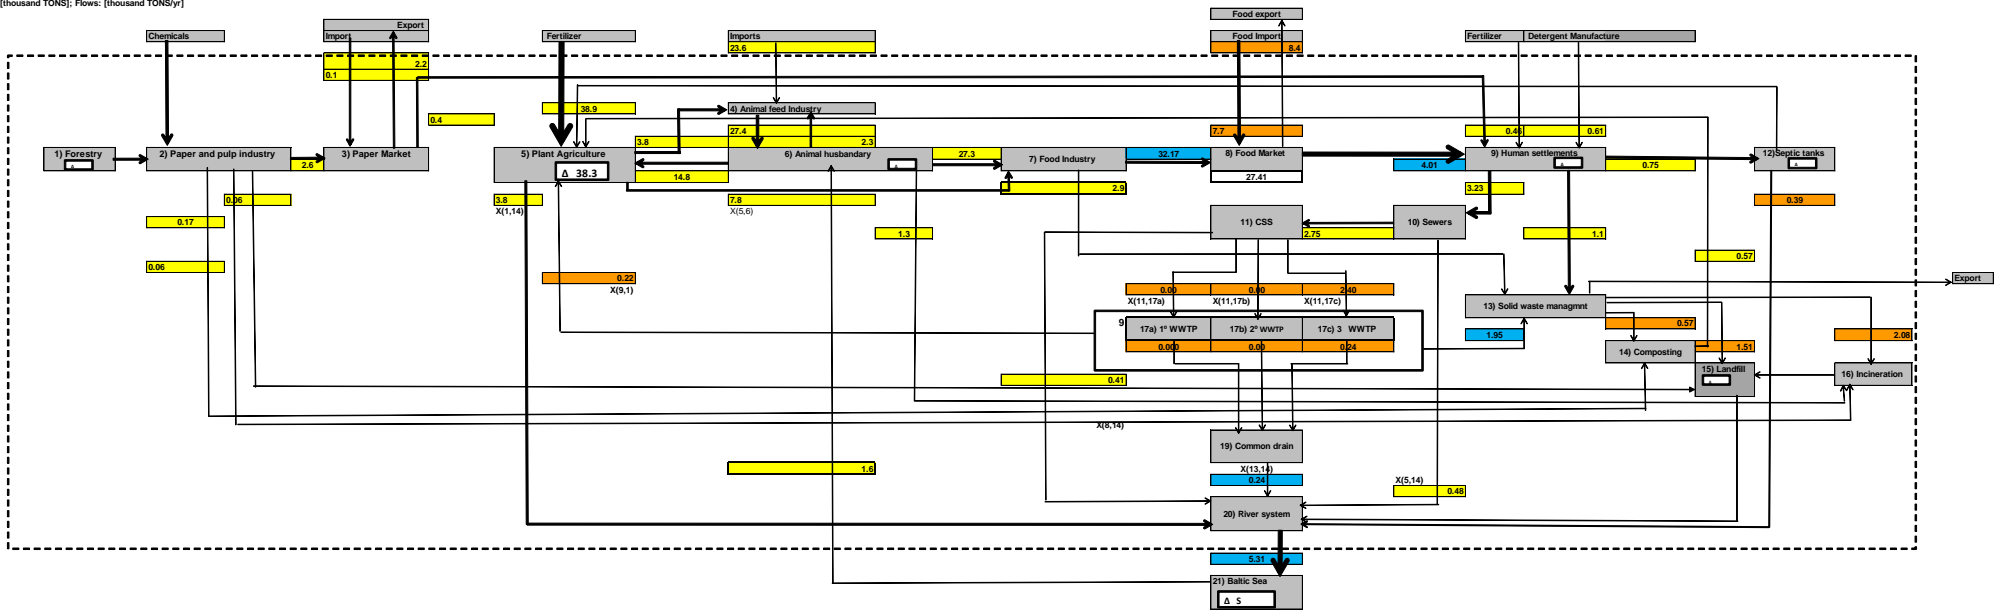 [thousand TONS]; Flows: [thousand TONS/yr]
Food export
Export
Chemicals
Import
Fertilizer
Imports
Food Import
Fertilizer
Detergent Manufacture
23.6
8.4
2.2
0.1
38.9
4) Animal feed Industry
0.4
27.4
7.7
0.46
0.61
3.8
2.3
1) Forestry
2) Paper and pulp industry
3) Paper Market
5) Plant Agriculture
6) Animal husbandary
27.3
7) Food Industry
32.17
8) Food Market
9) Human settlements
12)Septic tanks
2.6
4.01
0.75
Δ 38.3
14.8
27.41
2.9
3.23
0.06
3.8
7.8
0.39
X(1,14)
X(5,6)
0.17
11) CSS
10) Sewers
1.3
2.75
1.1
0.57
0.06
0.22
Export
X(9,1)
0.00
0.00
2.40
X(11,17a)
X(11,17b)
X(11,17c)
13) Solid waste managmnt
9
17a) 1º WWTP
17b) 2º WWTP
17c) 3 WWTP
0.57
1.95
2.08
0.000
0.00
0.24
14) Composting
1.51
15) Landfill
16) Incineration
0.41
X(8,14)
19) Common drain
1.6
X(13,14)
0.24
X(5,14)
0.48
20) River system
5.31
21) Baltic Sea
Δ S